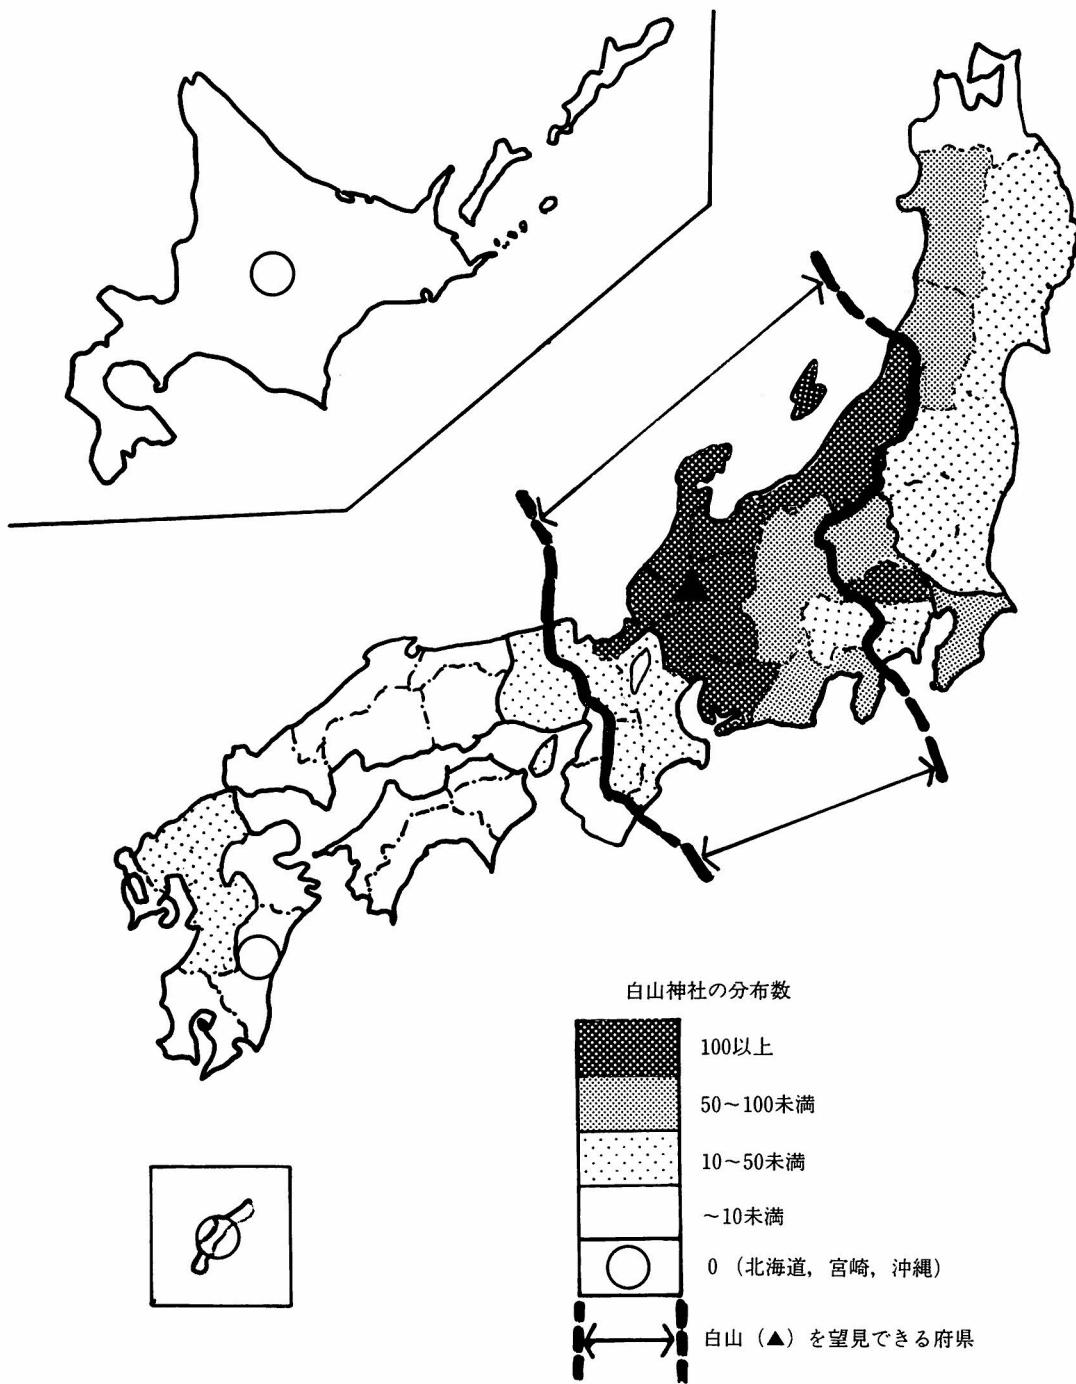 白山神社の分布数
100以上
50～100未満
10～50未満
～10未満
0（北海道，宮崎，沖縄）
白山（▲）を望見できる府県